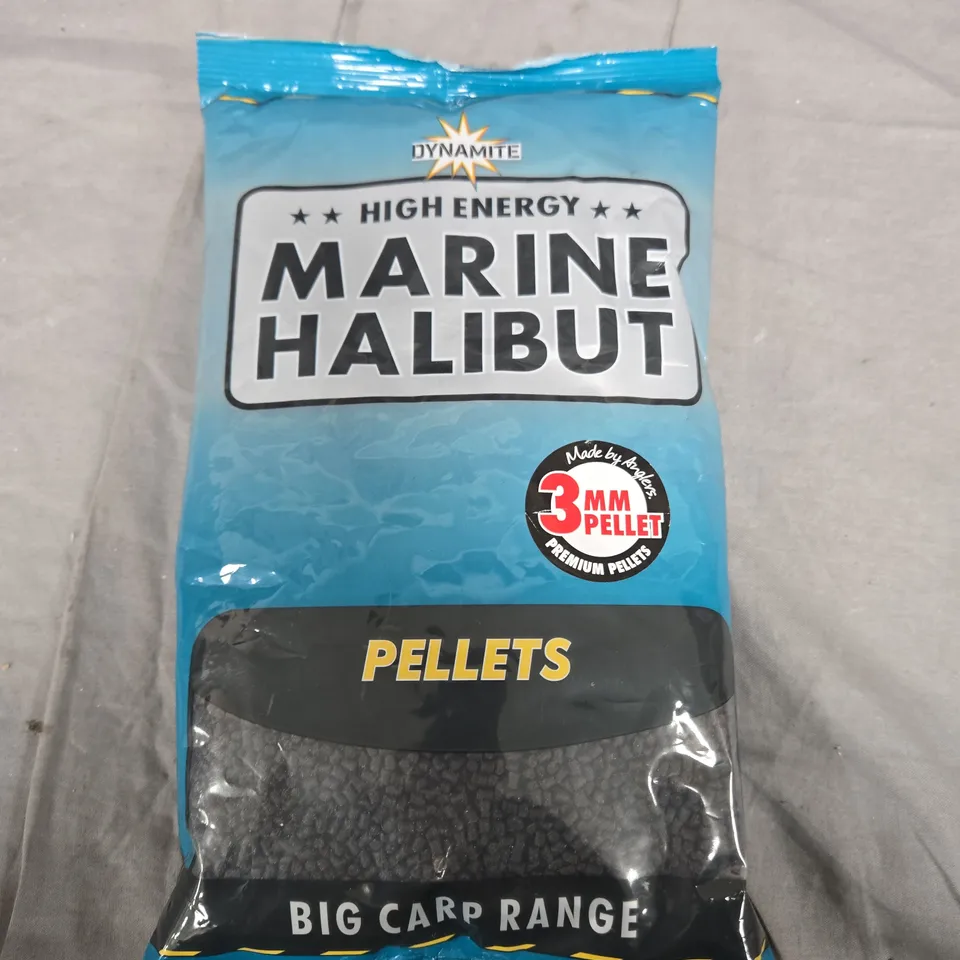 DYNAMITE
HIGH ENERGY
MARINE
HALIBUT
Made by Anglers.
3MM
PELLET
PREMIUM PELLETS
PELLETS
BIG CARP RANGE